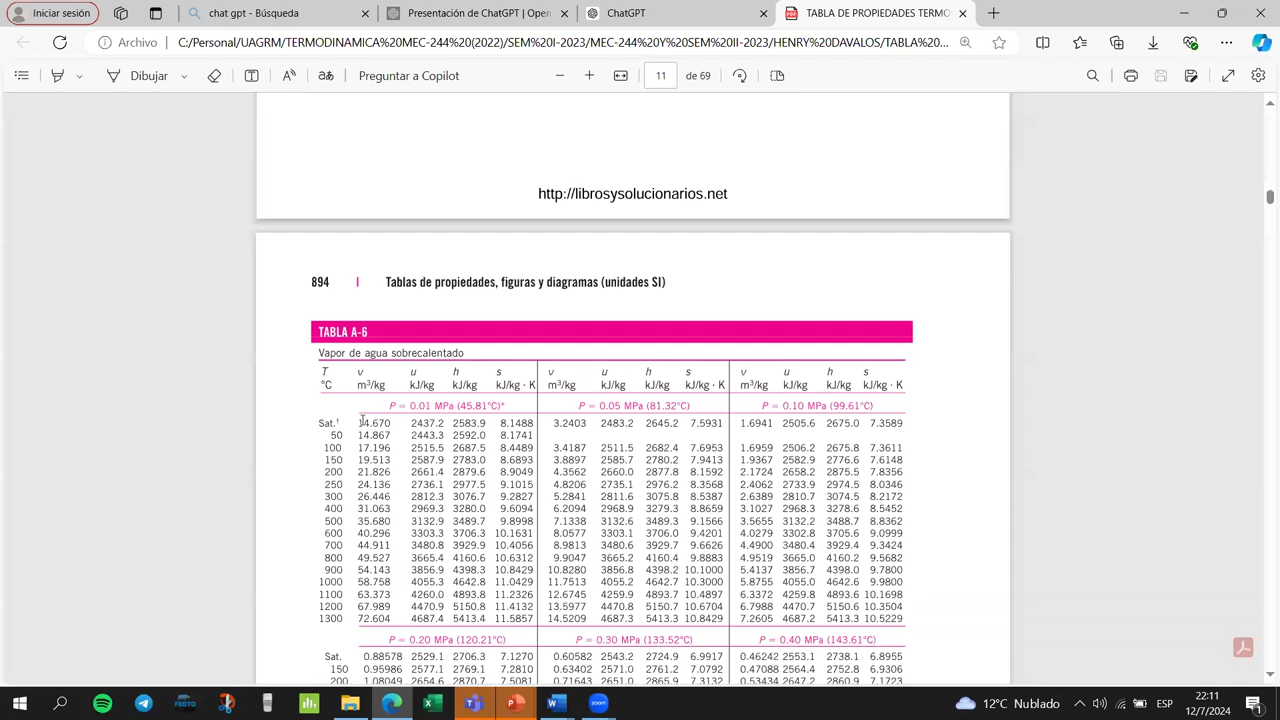 Iniciar sesión
chat gpt - Búsqueda
Presentación de ChatGPT | Open
ChatGPT
TABLA DE PROPIEDADES TERMO
Archivo
C:/Personal/UAGRM/TERMODINAMICA%20MEC-244%20(2022)/SEM%20I-2023/MEC-244%20Y%20SEM%20II-2023/HENRY%20DAVALOS/TABLA%20...
Dibujar
Preguntar a Copilot
11
de 69
http://librosysolucionarios.net
894 | Tablas de propiedades, figuras y diagramas (unidades SI)
TABLA A-6
Vapor de agua sobrecalentado
T v u h s v u h s v u h s
°C m³/kg kJ/kg kJ/kg kJ/kg · K m³/kg kJ/kg kJ/kg kJ/kg · K m³/kg kJ/kg kJ/kg kJ/kg · K
P = 0.01 MPa (45.81°C)* P = 0.05 MPa (81.32°C) P = 0.10 MPa (99.61°C)
Sat.† 14.670 2437.2 2583.9 8.1488 3.2403 2483.2 2645.2 7.5931 1.6941 2505.6 2675.0 7.3589
50 14.867 2443.3 2592.0 8.1741
100 17.196 2515.5 2687.5 8.4489 3.4187 2511.5 2682.4 7.6953 1.6959 2506.2 2675.8 7.3611
150 19.513 2587.9 2783.0 8.6893 3.8897 2585.7 2780.2 7.9413 1.9367 2582.9 2776.6 7.6148
200 21.826 2661.4 2879.6 8.9049 4.3562 2660.0 2877.8 8.1592 2.1724 2658.2 2875.5 7.8356
250 24.136 2736.1 2977.5 9.1015 4.8206 2735.1 2976.2 8.3568 2.4062 2733.9 2974.5 8.0346
300 26.446 2812.3 3076.7 9.2827 5.2841 2811.6 3075.8 8.5387 2.6389 2810.7 3074.5 8.2172
400 31.063 2969.3 3280.0 9.6094 6.2094 2968.9 3279.3 8.8659 3.1027 2968.3 3278.6 8.5452
500 35.680 3132.9 3489.7 9.8998 7.1338 3132.6 3489.3 9.1566 3.5655 3132.2 3488.7 8.8362
600 40.296 3303.3 3706.3 10.1631 8.0577 3303.1 3706.0 9.4201 4.0279 3302.8 3705.6 9.0999
700 44.911 3480.8 3929.9 10.4056 8.9813 3480.6 3929.7 9.6626 4.4900 3480.4 3929.4 9.3424
800 49.527 3665.4 4160.6 10.6312 9.9047 3665.2 4160.4 9.8883 4.9519 3665.0 4160.2 9.5682
900 54.143 3856.9 4398.3 10.8429 10.8280 3856.8 4398.2 10.1000 5.4137 3856.7 4398.0 9.7800
1000 58.758 4055.3 4642.8 11.0429 11.7513 4055.2 4642.7 10.3000 5.8755 4055.0 4642.6 9.9800
1100 63.373 4260.0 4893.8 11.2326 12.6745 4259.9 4893.7 10.4897 6.3372 4259.8 4893.6 10.1698
1200 67.989 4470.9 5150.8 11.4132 13.5977 4470.8 5150.7 10.6704 6.7988 4470.7 5150.6 10.3504
1300 72.604 4687.4 5413.4 11.5857 14.5209 4687.3 5413.3 10.8429 7.2605 4687.2 5413.3 10.5229
P = 0.20 MPa (120.21°C) P = 0.30 MPa (133.52°C) P = 0.40 MPa (143.61°C)
Sat. 0.88578 2529.1 2706.3 7.1270 0.60582 2543.2 2724.9 6.9917 0.46242 2553.1 2738.1 6.8955
150 0.95986 2577.1 2769.1 7.2810 0.63402 2571.0 2761.2 7.0792 0.47088 2564.4 2752.8 6.9306
200 1.08049 2654.6 2870.7 7.5081 0.71643 2651.0 2865.9 7.3132 0.53434 2647.2 2860.9 7.1723
12°C Nublado
ESP
22:11
12/7/2024